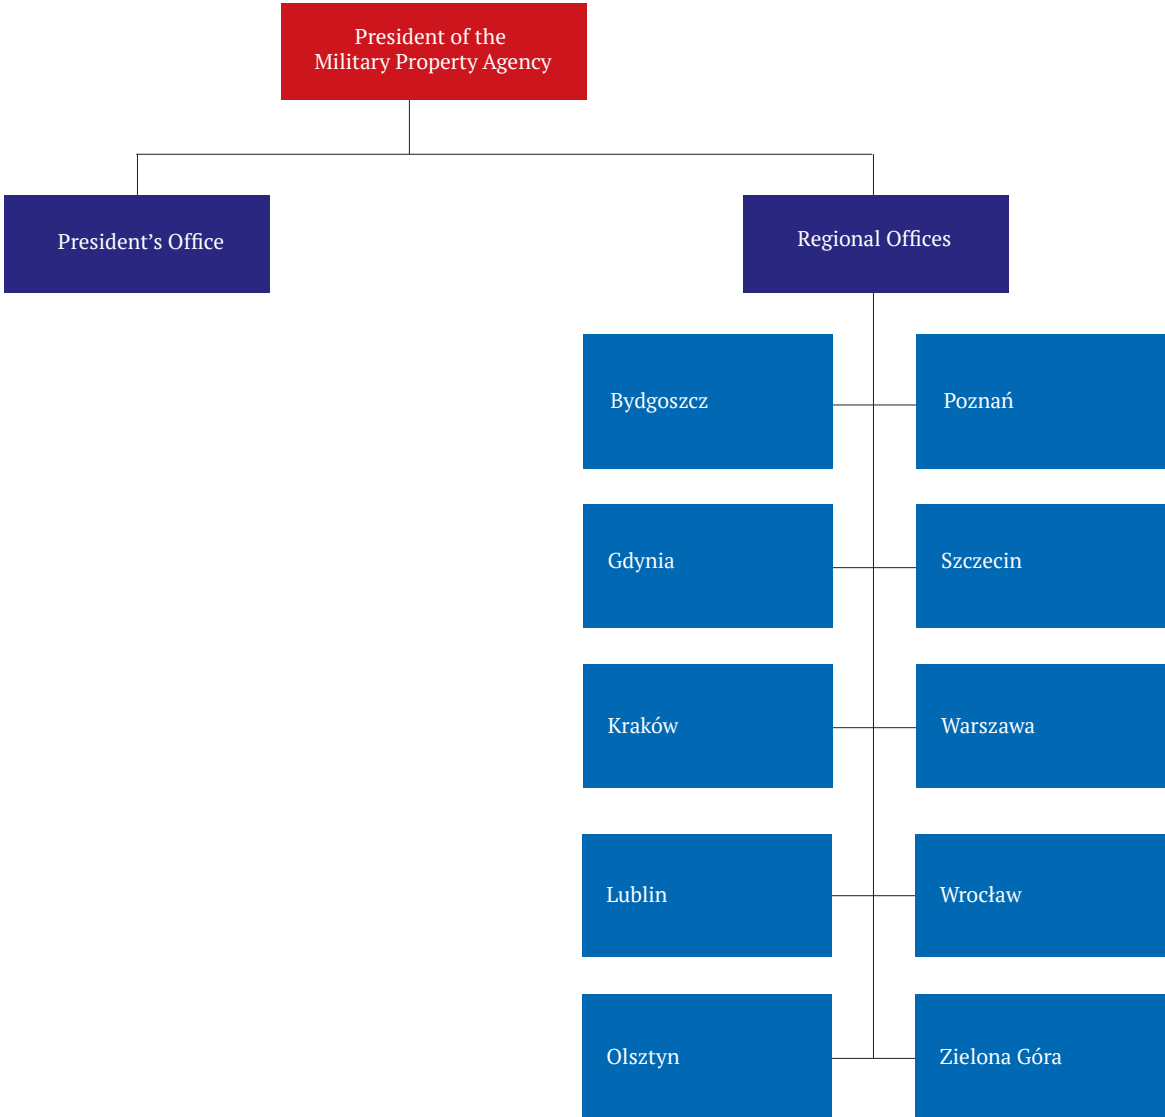 President of the
Military Property Agency
President’s Office
Regional Offices
Bydgoszcz
Poznań
Gdynia
Szczecin
Kraków
Warszawa
Lublin
Wrocław
Olsztyn
Zielona Góra